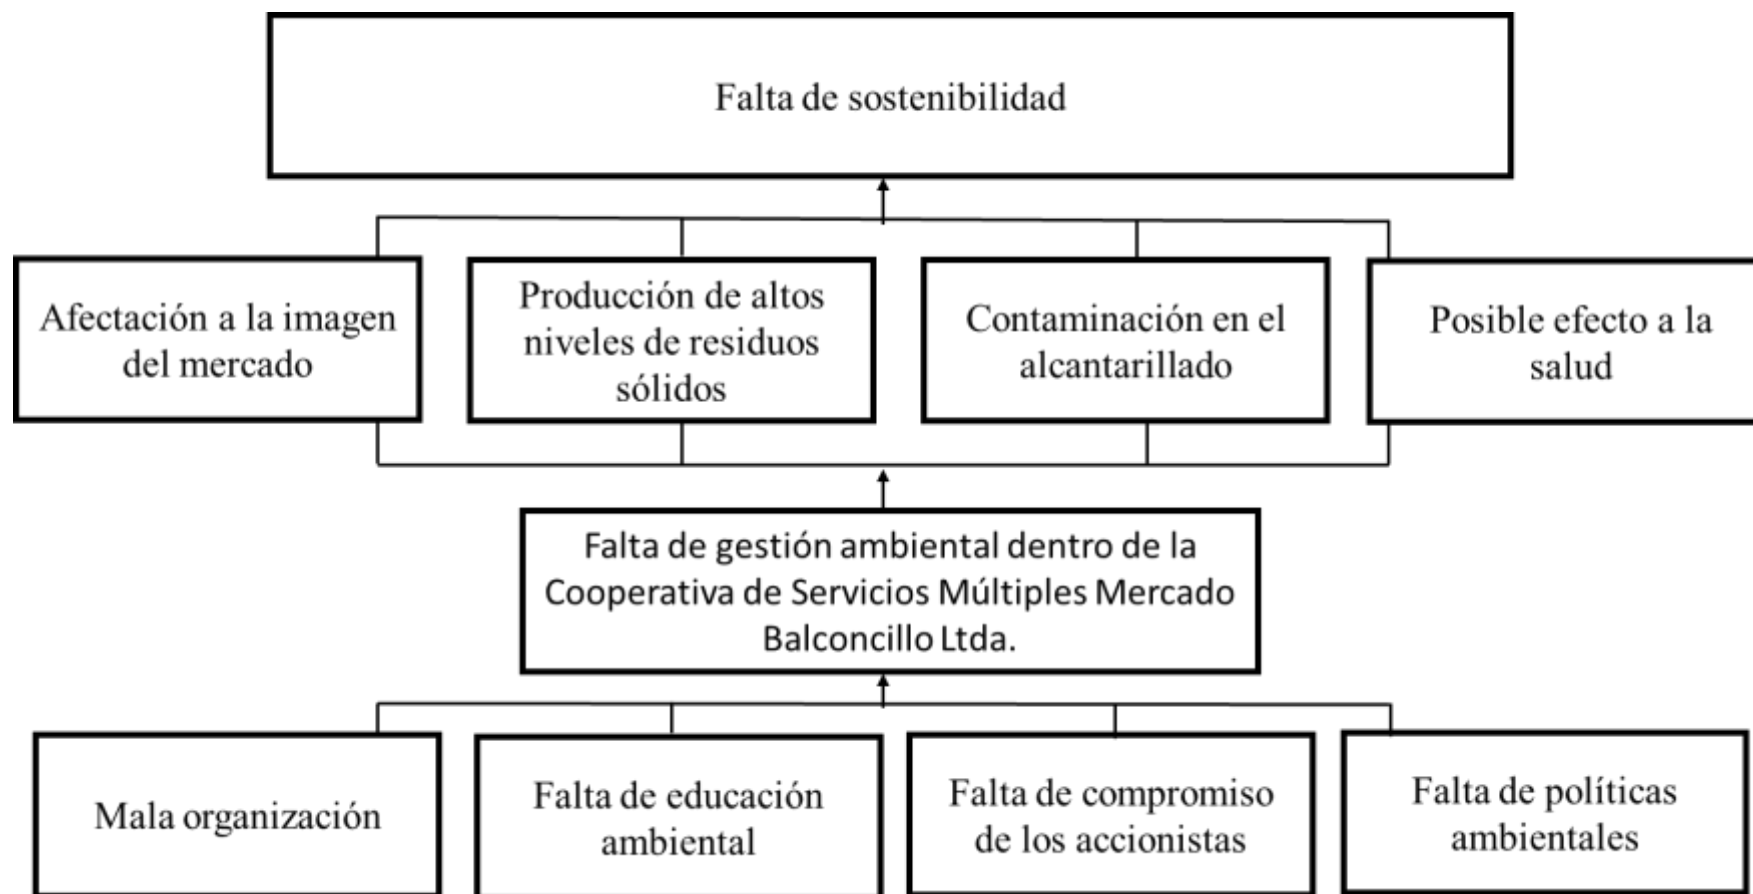 Falta de sostenibilidad
Afectación a la imagen
del mercado
Producción de altos
niveles de residuos
sólidos
Contaminación en el
alcantarillado
Posible efecto a la
salud
Falta de gestión ambiental dentro de la
Cooperativa de Servicios Múltiples Mercado
Balconcillo Ltda.
Mala organización
Falta de educación
ambiental
Falta de compromiso
de los accionistas
Falta de políticas
ambientales